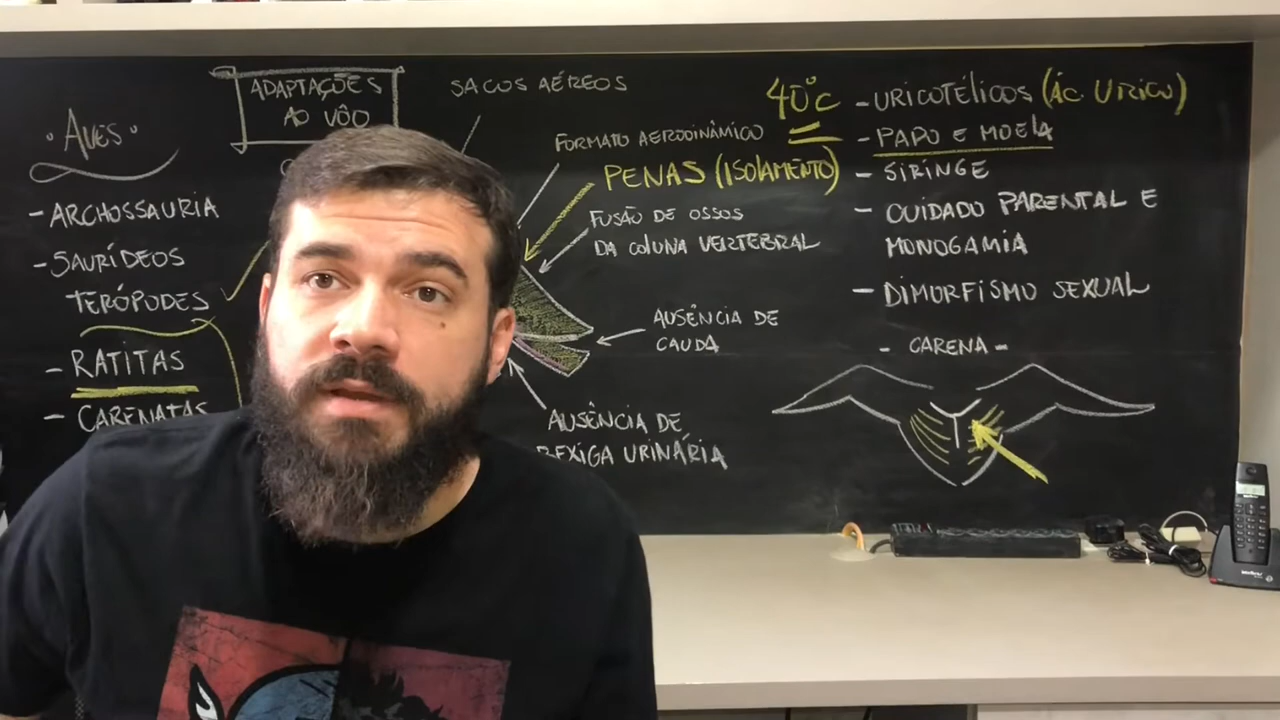 • AVES •
- ARCHOSSAURIA
- SAURÍDEOS
TERÓPODES
- RATITAS
- CARENATAS
ADAPTAÇÕES
AO VÔO
SACOS AÉREOS
FORMATO AERODINÂMICO
PENAS (ISOLAMENTO)
FUSÃO DE OSSOS
DA COLUNA VERTEBRAL
AUSÊNCIA DE
CAUDA
AUSÊNCIA DE
BEXIGA URINÁRIA
40°C
- URICOTÉLICOS (ÁC. ÚRICO)
- PAPO E MOELA
- SIRINGE
- CUIDADO PARENTAL E
MONOGAMIA
- DIMORFISMO SEXUAL
- CARENA -